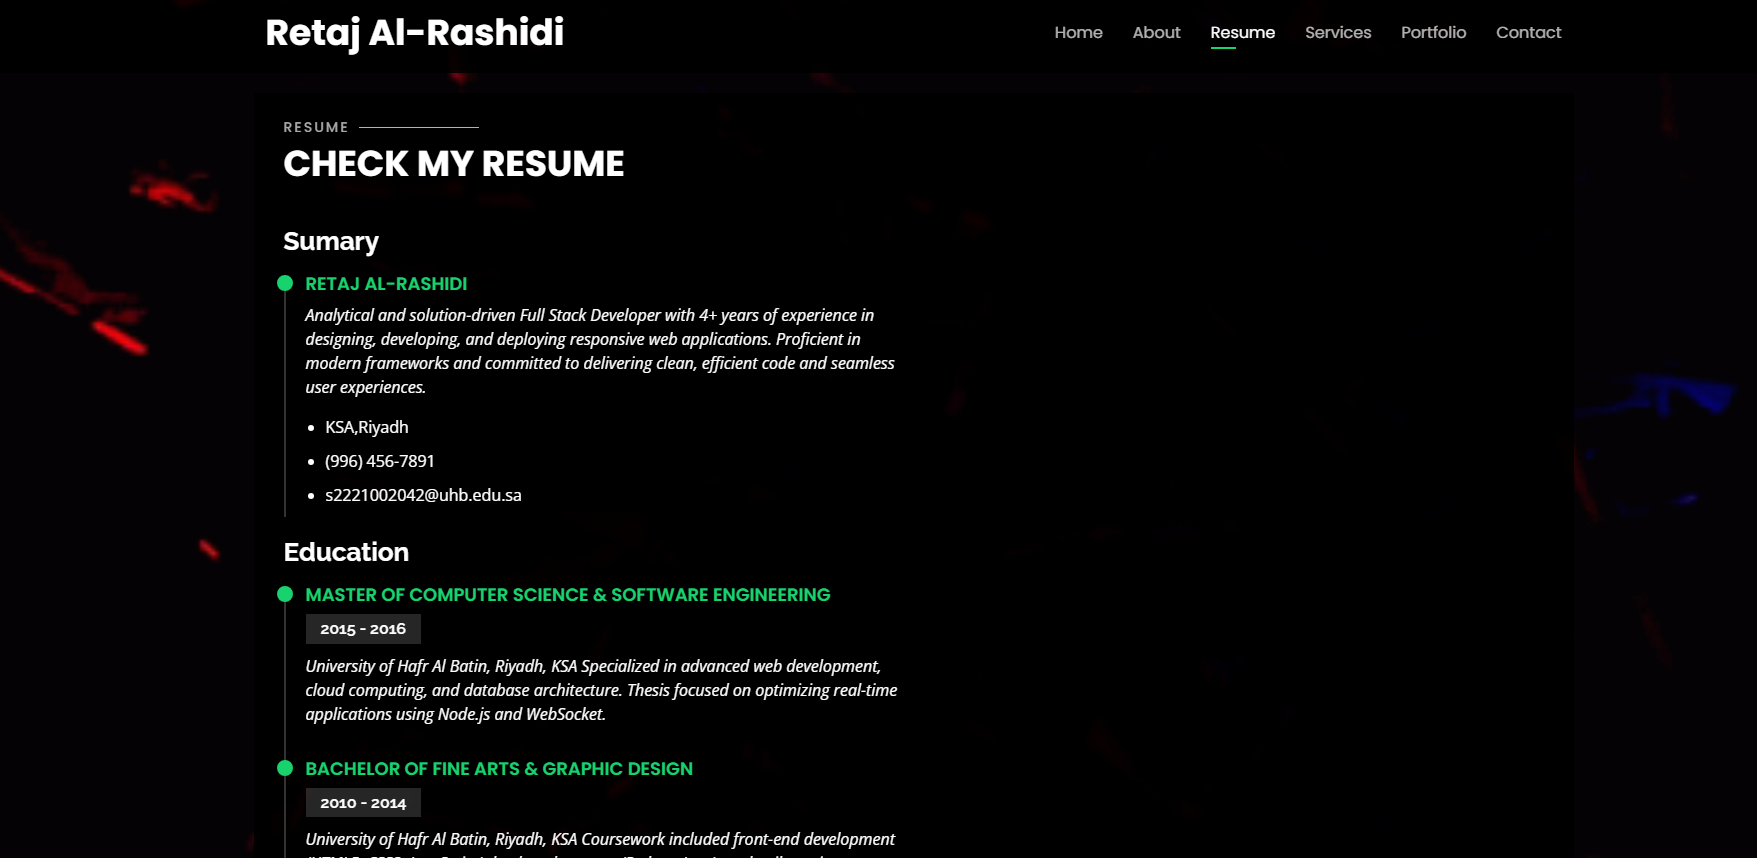 Retaj Al-Rashidi
Home About Resume Services Portfolio Contact
RESUME
CHECK MY RESUME
Sumary
RETAJ AL-RASHIDI
Analytical and solution-driven Full Stack Developer with 4+ years of experience in
designing, developing, and deploying responsive web applications. Proficient in
modern frameworks and committed to delivering clean, efficient code and seamless
user experiences.
• KSA,Riyadh
• (996) 456-7891
• s2221002042@uhb.edu.sa
Education
MASTER OF COMPUTER SCIENCE & SOFTWARE ENGINEERING
2015 - 2016
University of Hafr Al Batin, Riyadh, KSA Specialized in advanced web development,
cloud computing, and database architecture. Thesis focused on optimizing real-time
applications using Node.js and WebSocket.
BACHELOR OF FINE ARTS & GRAPHIC DESIGN
2010 - 2014
University of Hafr Al Batin, Riyadh, KSA Coursework included front-end development